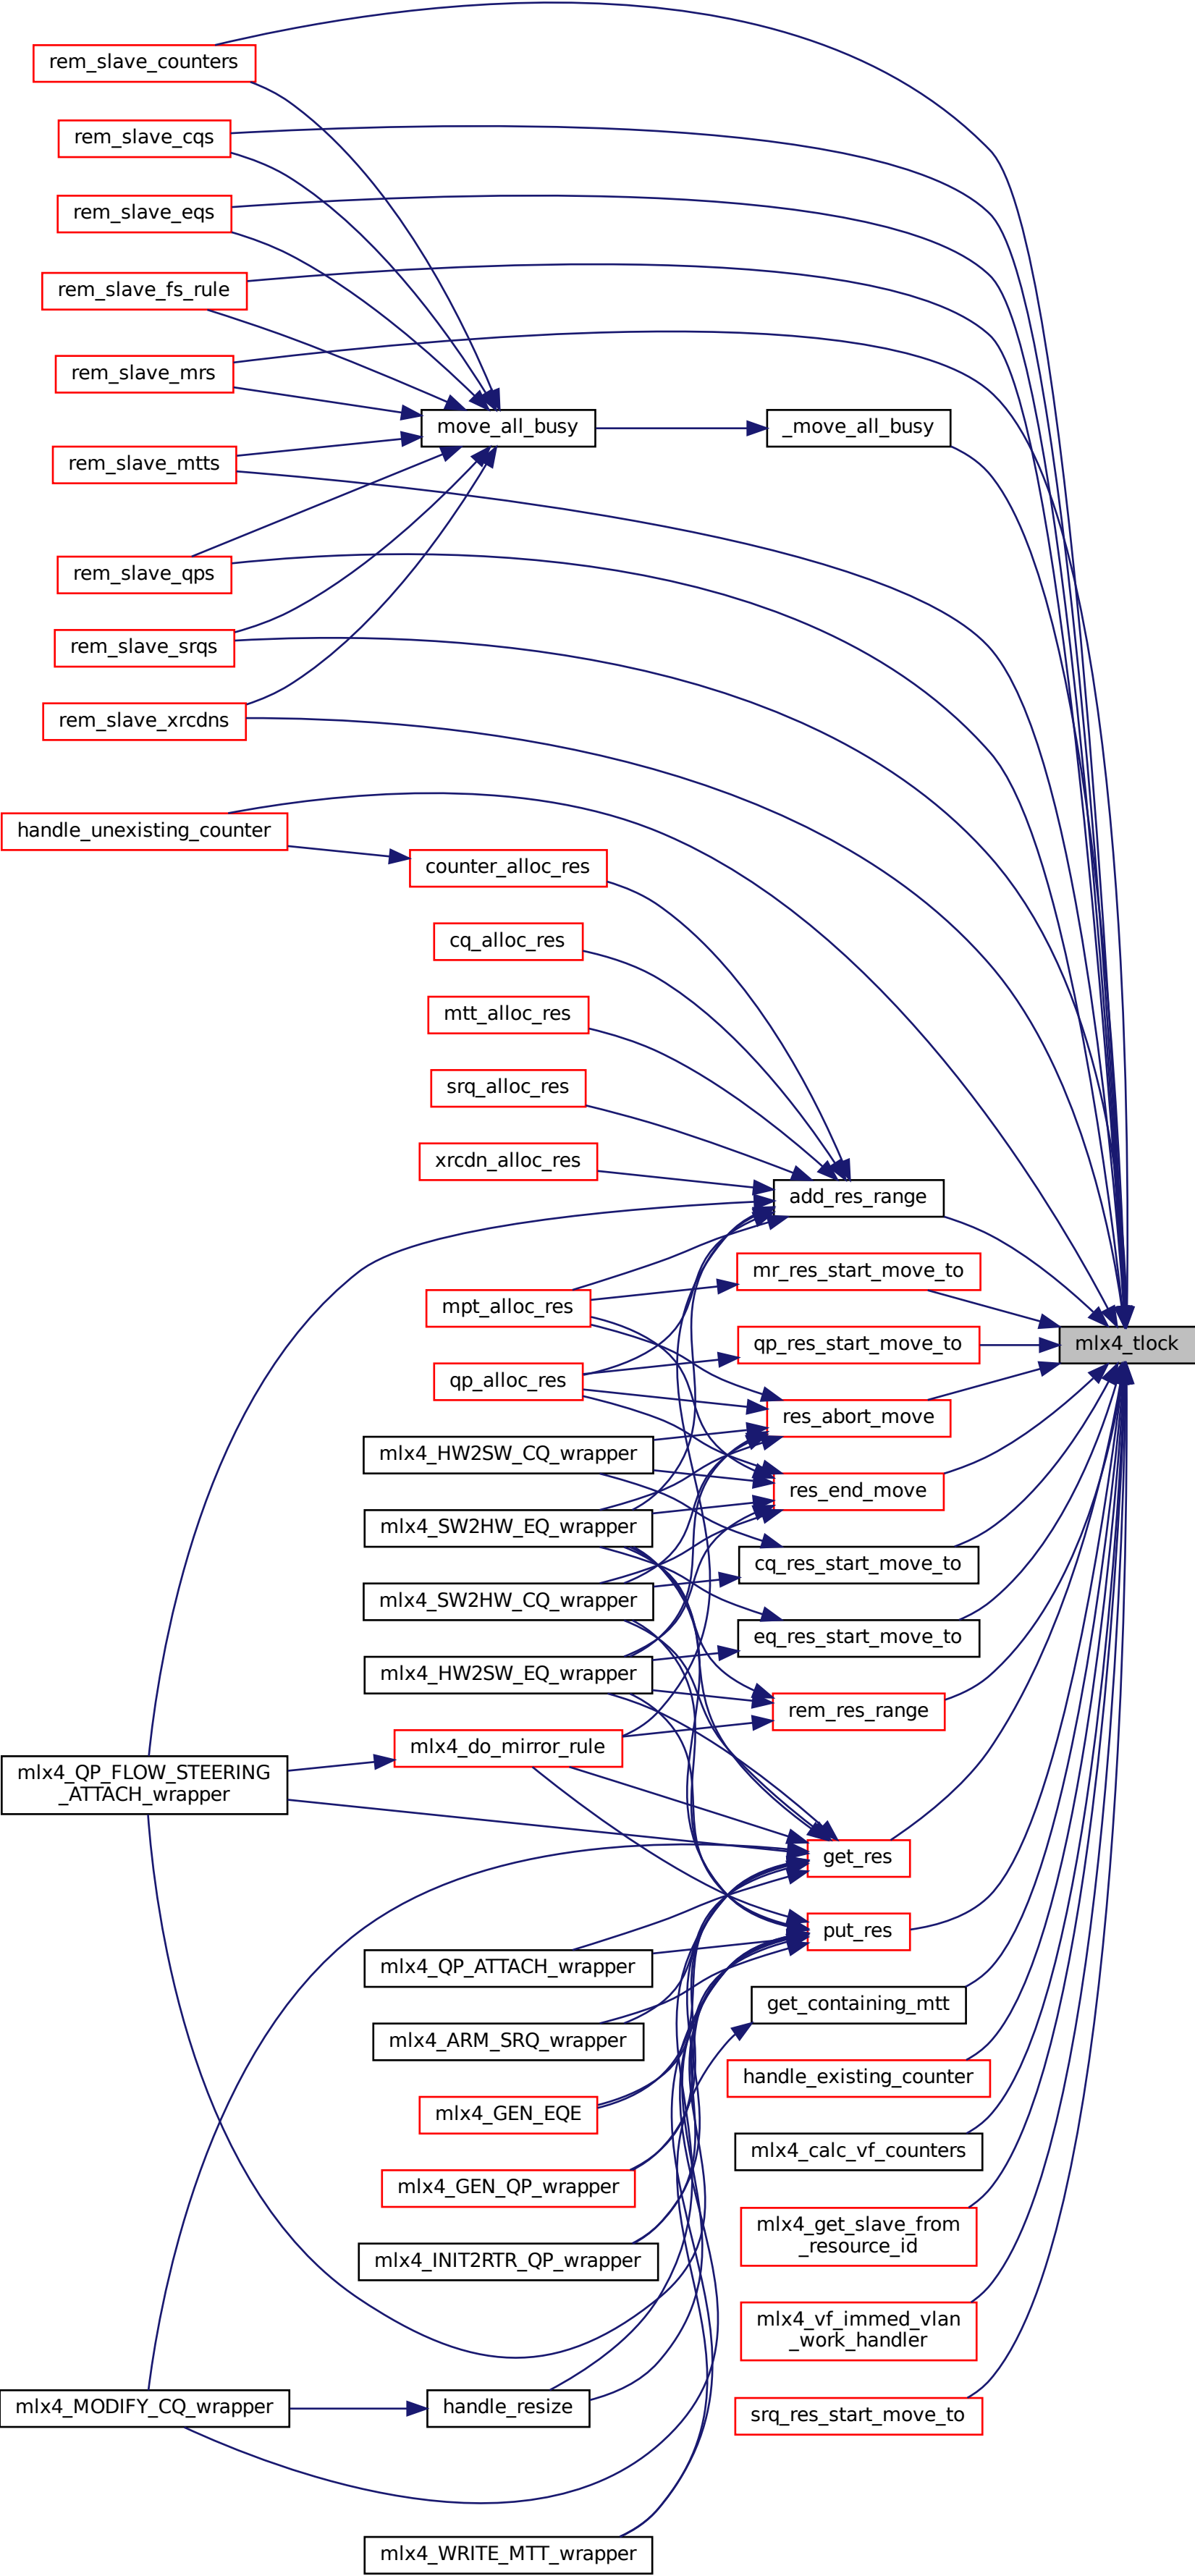 rem_slave_counters
rem_slave_cqs
rem_slave_eqs
rem_slave_fs_rule
rem_slave_mrs
move_all_busy
_move_all_busy
rem_slave_mtts
rem_slave_qps
rem_slave_srqs
rem_slave_xrcdns
handle_unexisting_counter
counter_alloc_res
cq_alloc_res
mtt_alloc_res
srq_alloc_res
xrcdn_alloc_res
add_res_range
mr_res_start_move_to
mpt_alloc_res
qp_res_start_move_to
mlx4_tlock
qp_alloc_res
res_abort_move
mlx4_HW2SW_CQ_wrapper
res_end_move
mlx4_SW2HW_EQ_wrapper
cq_res_start_move_to
mlx4_SW2HW_CQ_wrapper
eq_res_start_move_to
mlx4_HW2SW_EQ_wrapper
rem_res_range
mlx4_do_mirror_rule
mlx4_QP_FLOW_STEERING
_ATTACH_wrapper
get_res
put_res
mlx4_QP_ATTACH_wrapper
get_containing_mtt
mlx4_ARM_SRQ_wrapper
handle_existing_counter
mlx4_GEN_EQE
mlx4_calc_vf_counters
mlx4_GEN_QP_wrapper
mlx4_get_slave_from
_resource_id
mlx4_INIT2RTR_QP_wrapper
mlx4_vf_immed_vlan
_work_handler
mlx4_MODIFY_CQ_wrapper
handle_resize
srq_res_start_move_to
mlx4_WRITE_MTT_wrapper